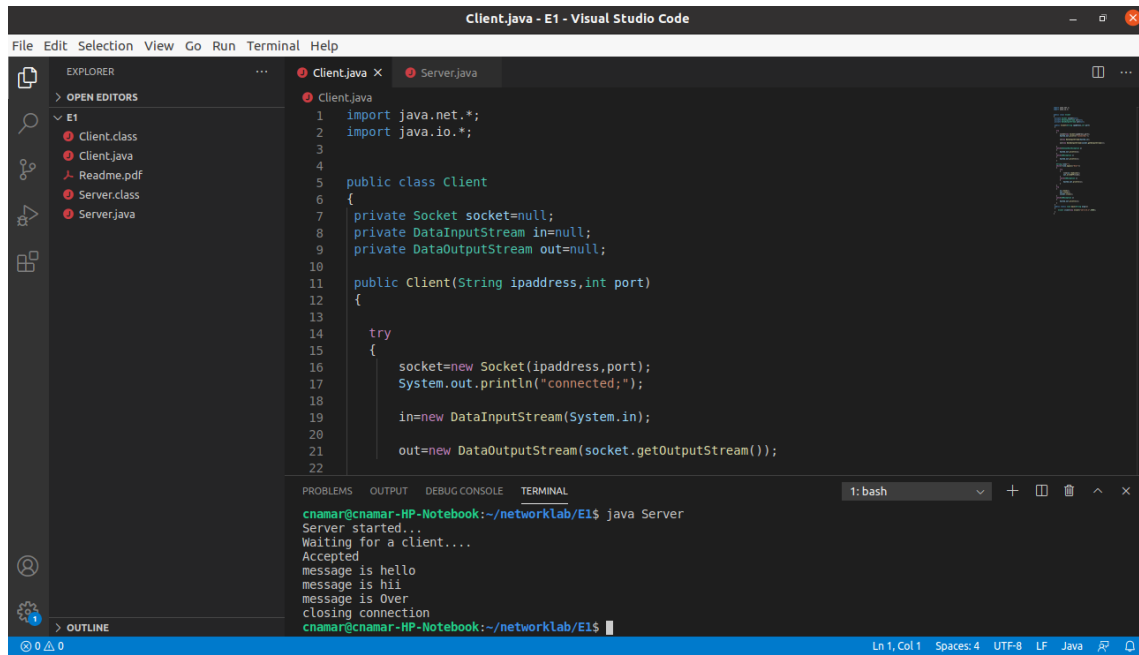 Client.java - E1 - Visual Studio Code
File Edit Selection View Go Run Terminal Help
EXPLORER
OPEN EDITORS
E1
Client.class
Client.java
Readme.pdf
Server.class
Server.java
OUTLINE
Client.java Server.java
Client.java
1 import java.net.*;
2 import java.io.*;
3
4
5 public class Client
6 {
7 private Socket socket=null;
8 private DataInputStream in=null;
9 private DataOutputStream out=null;
10
11 public Client(String ipaddress,int port)
12 {
13
14 try
15 {
16 socket=new Socket(ipaddress,port);
17 System.out.println("connected;");
18
19 in=new DataInputStream(System.in);
20
21 out=new DataOutputStream(socket.getOutputStream());
22
PROBLEMS OUTPUT DEBUG CONSOLE TERMINAL 1: bash
cnamar@cnamar-HP-Notebook:~/networklab/E1$ java Server
Server started...
Waiting for a client....
Accepted
message is hello
message is hii
message is Over
closing connection
cnamar@cnamar-HP-Notebook:~/networklab/E1$
1
0 0 Ln 1, Col 1 Spaces: 4 UTF-8 LF Java